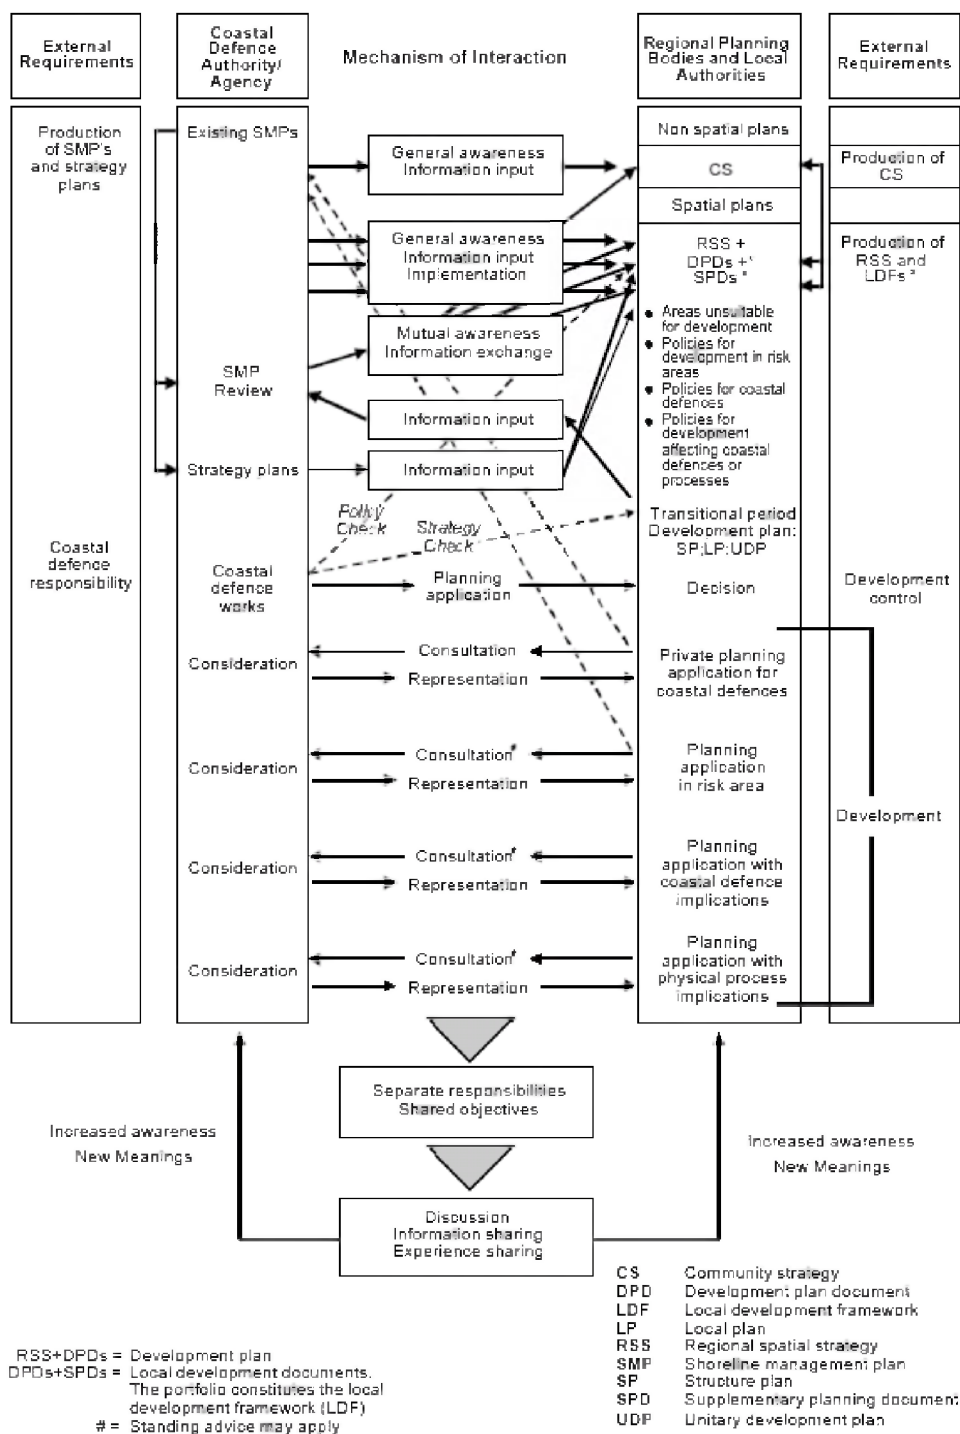 External
Requirements
Coastal
Defence
Authority/
Agency
Mechanism of Interaction
Regional Planning
Bodies and Local
Authorities
External
Requirements
Production
of SMP's
and strategy
plans
Existing SMPs
General awareness
Information input
Non spatial plans
CS
Production of
CS
Spatial plans
General awareness
Information input
Implementation
RSS +
DPDs +
SPDs
Production of
RSS and
LDFs
Mutual awareness
Information exchange
● Areas unsuitable
for development
● Policies for
development in risk
areas
● Policies for coastal
defences
● Policies for
development
affecting coastal
defences or
processes
SMP
Review
Information input
Strategy plans
Information input
Policy
Check
Strategy
Check
Transitional period
Development plan:
SP;LP;UDP
Coastal
defence
responsibility
Coastal
defence
works
Planning
application
Decision
Development
control
Consideration
Consultation
Representation
Private planning
application for
coastal defences
Consideration
Consultation#
Representation
Planning
application
in risk area
Development
Consideration
Consultation#
Representation
Planning
application with
coastal defence
implications
Consideration
Consultation#
Representation
Planning
application with
physical process
implications
Separate responsibilities
Shared objectives
Increased awareness
New Meanings
Increased awareness
New Meanings
Discussion
Information sharing
Experience sharing
CS Community strategy
DPD Development plan document
LDF Local development framework
LP Local plan
RSS Regional spatial strategy
SMP Shoreline management plan
SP Structure plan
SPD Supplementary planning document
UDP Unitary development plan
RSS+DPDs = Development plan
DPDs+SPDs = Local development documents.
The portfolio constitutes the local
development framework (LDF)
# = Standing advice may apply